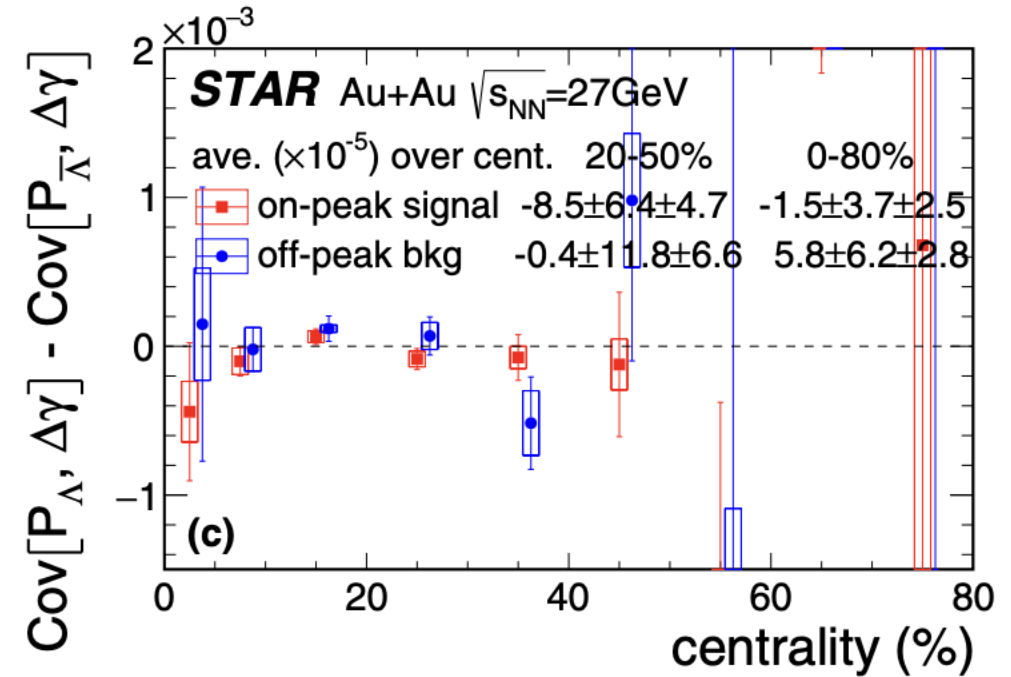 ×10⁻³
Cov[P_Λ, Δγ] - Cov[P_Λ̅, Δγ]
2
1
0
−1
STAR Au+Au √s_NN=27GeV
ave. (×10⁻⁵) over cent. 20-50% 0-80%
on-peak signal -8.5±6.4±4.7 -1.5±3.7±2.5
off-peak bkg -0.4±11.8±6.6 5.8±6.2±2.8
(c)
0 20 40 60 80
centrality (%)